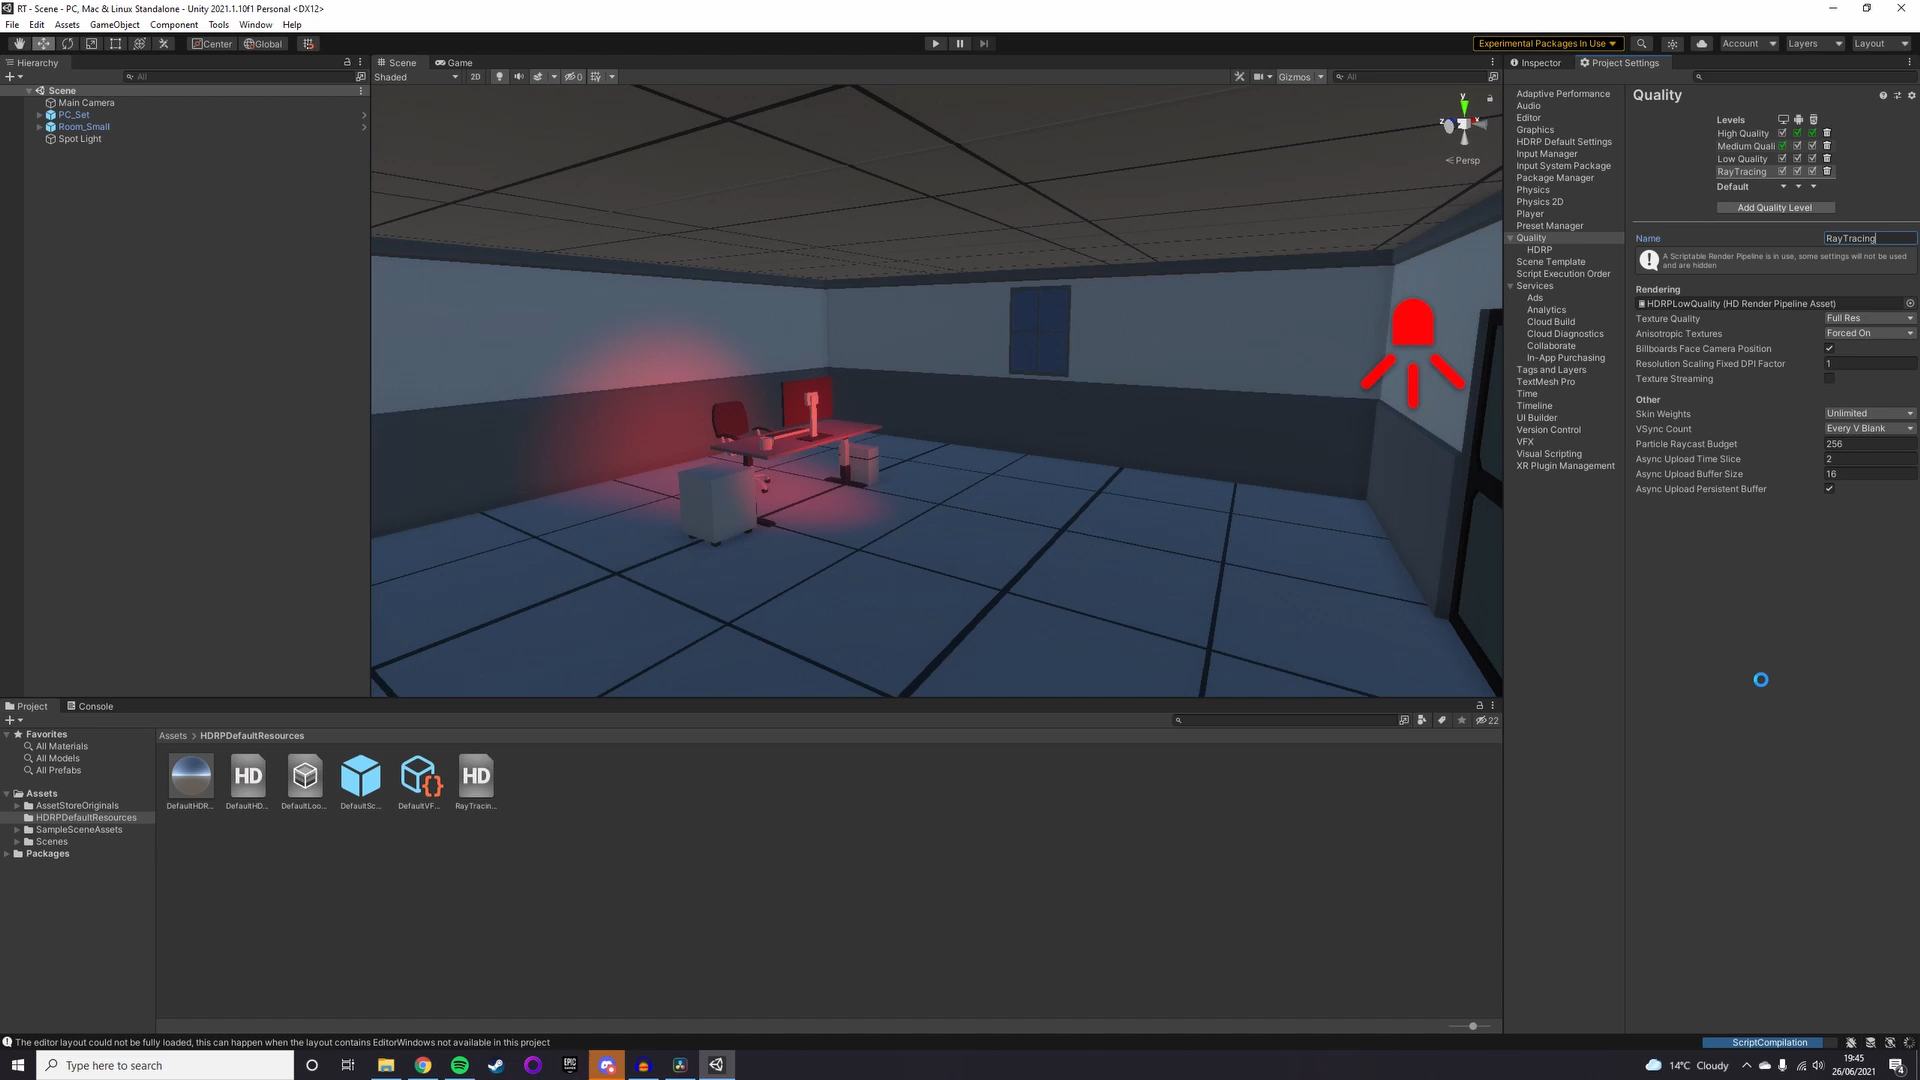 RT - Scene - PC, Mac & Linux Standalone - Unity 2021.1.10f1 Personal <DX12>
File Edit Assets GameObject Component Tools Window Help
Center Global
Experimental Packages In Use
Account Layers Layout
Hierarchy
All
Scene
Main Camera
PC_Set
Room_Small
Spot Light
Scene Game
Shaded 2D 0 Gizmos All
y
z x
Persp
Inspector Project Settings
Adaptive Performance
Audio
Editor
Graphics
HDRP Default Settings
Input Manager
Input System Package
Package Manager
Physics
Physics 2D
Player
Preset Manager
Quality
HDRP
Scene Template
Script Execution Order
Services
Ads
Analytics
Cloud Build
Cloud Diagnostics
Collaborate
In-App Purchasing
Tags and Layers
TextMesh Pro
Time
Timeline
UI Builder
Version Control
VFX
Visual Scripting
XR Plugin Management
Quality
Levels
High Quality
Medium Quali
Low Quality
RayTracing
Default
Add Quality Level
Name RayTracing
A Scriptable Render Pipeline is in use, some settings will not be used
and are hidden
Rendering
HDRPLowQuality (HD Render Pipeline Asset)
Texture Quality Full Res
Anisotropic Textures Forced On
Billboards Face Camera Position
Resolution Scaling Fixed DPI Factor 1
Texture Streaming
Other
Skin Weights Unlimited
VSync Count Every V Blank
Particle Raycast Budget 256
Async Upload Time Slice 2
Async Upload Buffer Size 16
Async Upload Persistent Buffer
Project Console
22
Favorites
All Materials
All Models
All Prefabs
Assets
AssetStoreOriginals
HDRPDefaultResources
SampleSceneAssets
Scenes
Packages
Assets > HDRPDefaultResources
HD HD
DefaultHDR... DefaultHD... DefaultLoo... DefaultSc... DefaultVF... RayTracin...
The editor layout could not be fully loaded, this can happen when the layout contains EditorWindows not available in this project
ScriptCompilation
Type here to search
EPIC
14°C Cloudy
19:45
26/06/2021
4